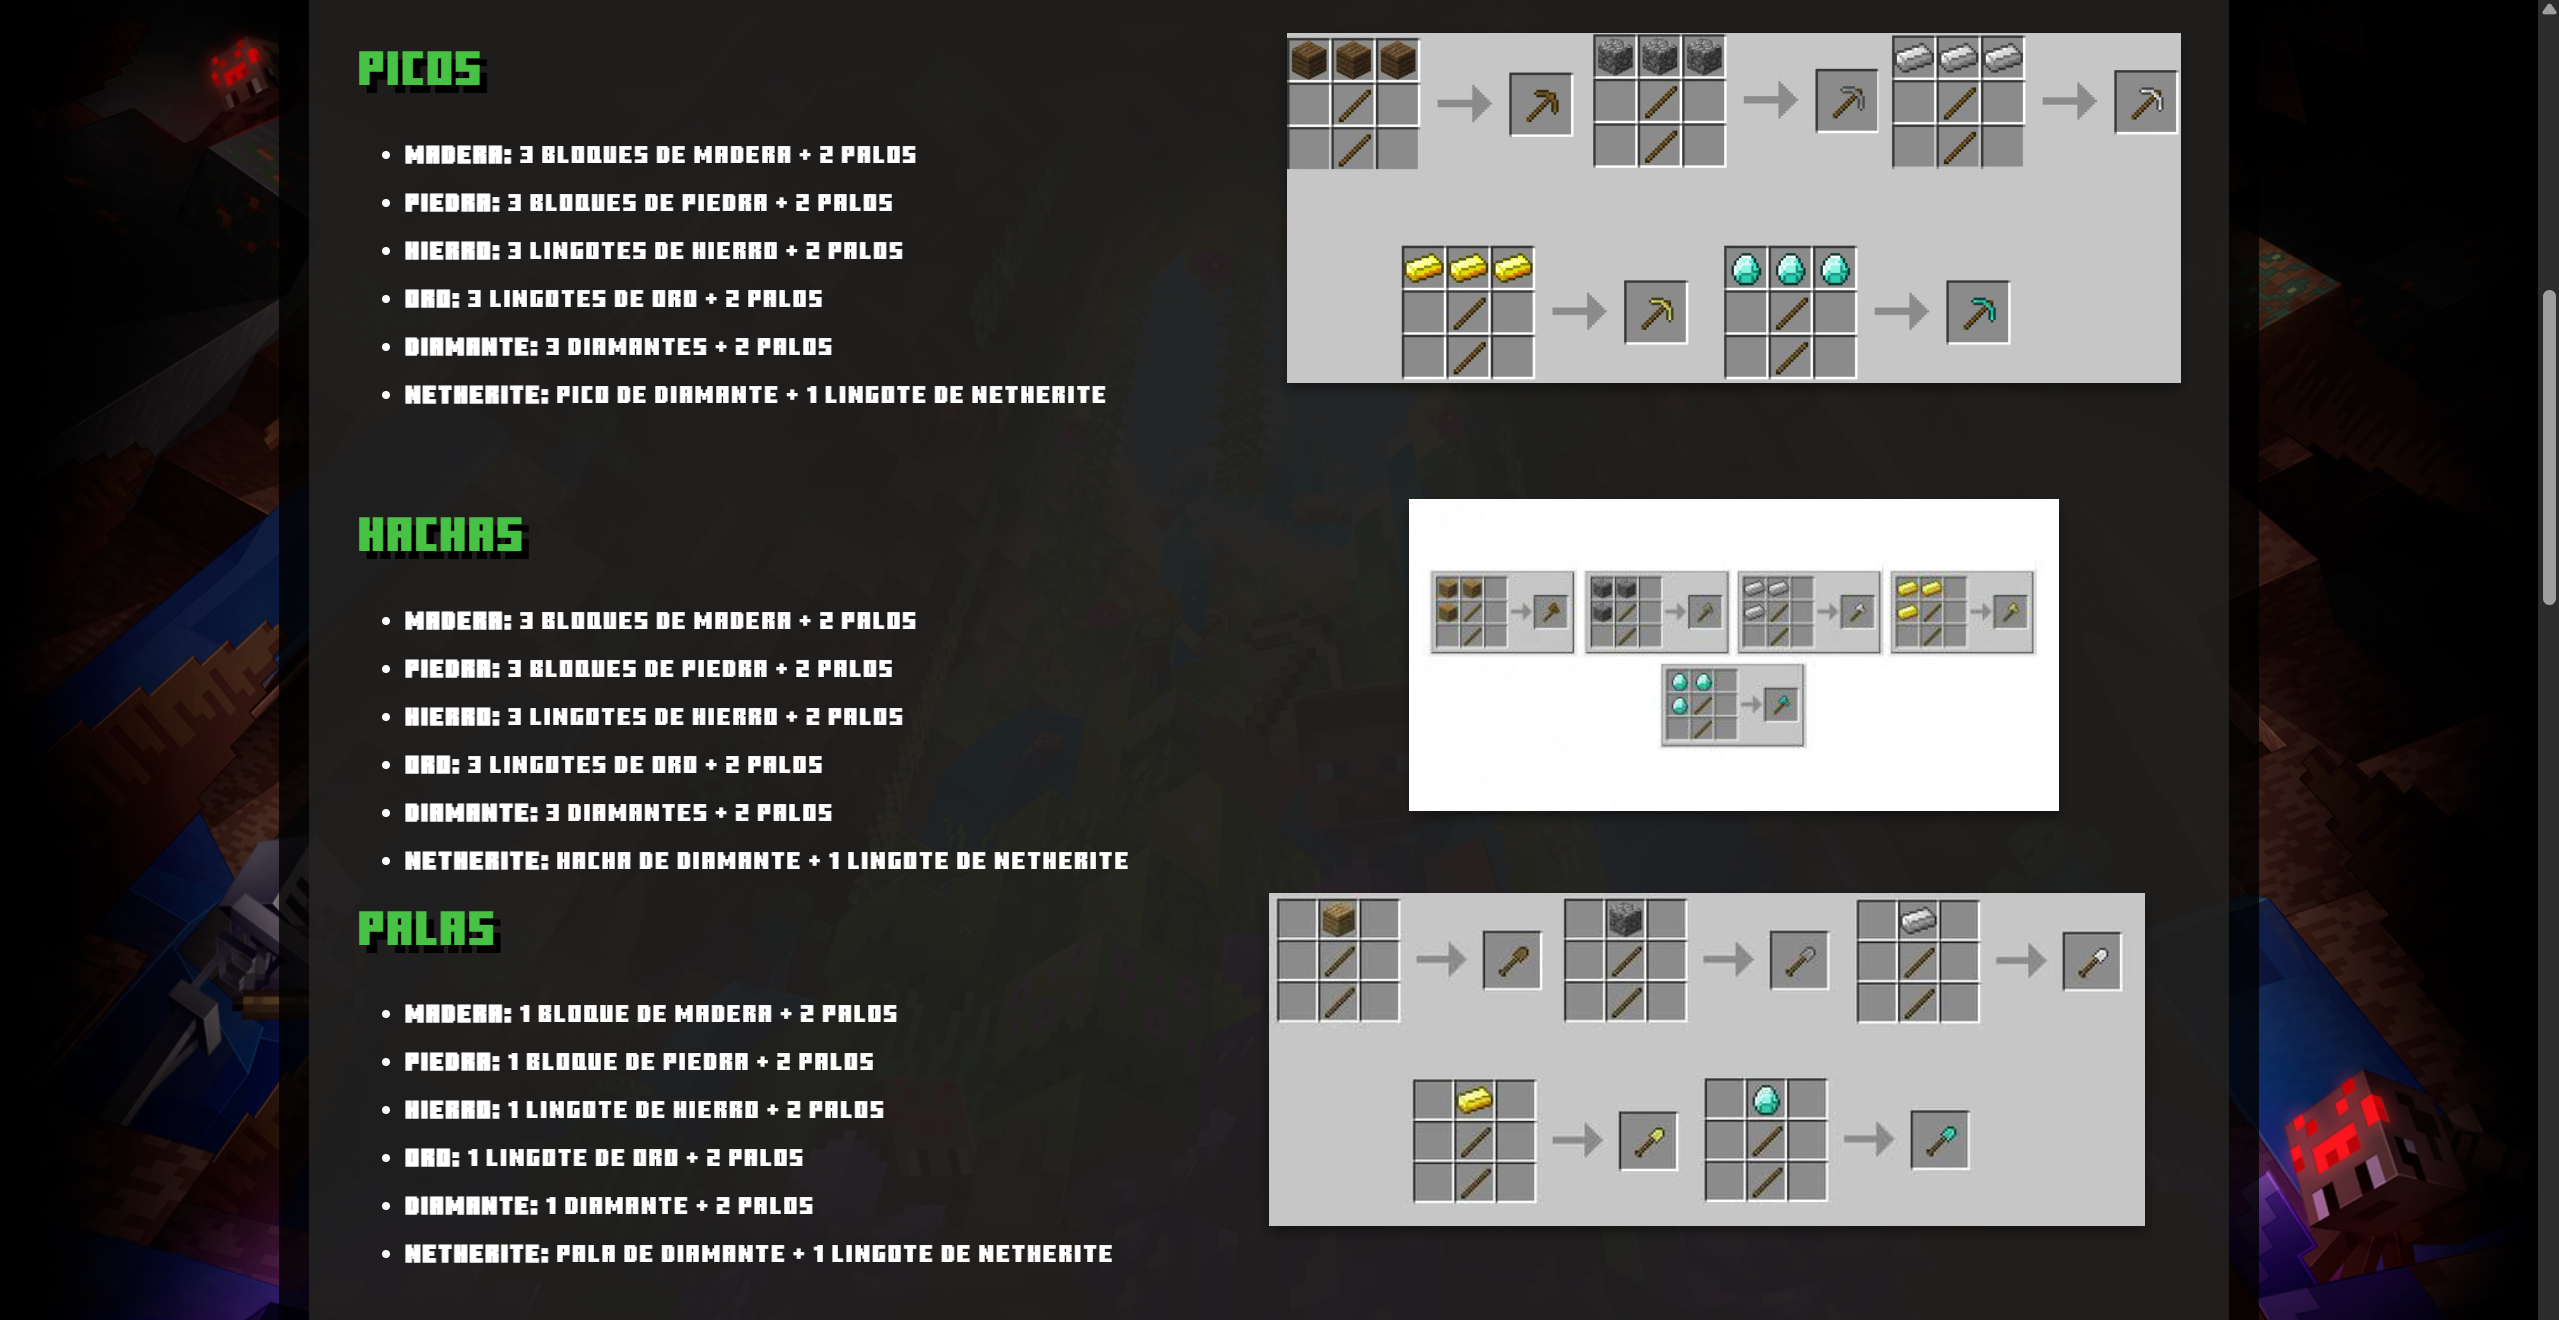 PICOS
MADERA: 3 BLOQUES DE MADERA + 2 PALOS
PIEDRA: 3 BLOQUES DE PIEDRA + 2 PALOS
HIERRO: 3 LINGOTES DE HIERRO + 2 PALOS
ORO: 3 LINGOTES DE ORO + 2 PALOS
DIAMANTE: 3 DIAMANTES + 2 PALOS
NETHERITE: PICO DE DIAMANTE + 1 LINGOTE DE NETHERITE
HACHAS
MADERA: 3 BLOQUES DE MADERA + 2 PALOS
PIEDRA: 3 BLOQUES DE PIEDRA + 2 PALOS
HIERRO: 3 LINGOTES DE HIERRO + 2 PALOS
ORO: 3 LINGOTES DE ORO + 2 PALOS
DIAMANTE: 3 DIAMANTES + 2 PALOS
NETHERITE: HACHA DE DIAMANTE + 1 LINGOTE DE NETHERITE
PALAS
MADERA: 1 BLOQUE DE MADERA + 2 PALOS
PIEDRA: 1 BLOQUE DE PIEDRA + 2 PALOS
HIERRO: 1 LINGOTE DE HIERRO + 2 PALOS
ORO: 1 LINGOTE DE ORO + 2 PALOS
DIAMANTE: 1 DIAMANTE + 2 PALOS
NETHERITE: PALA DE DIAMANTE + 1 LINGOTE DE NETHERITE